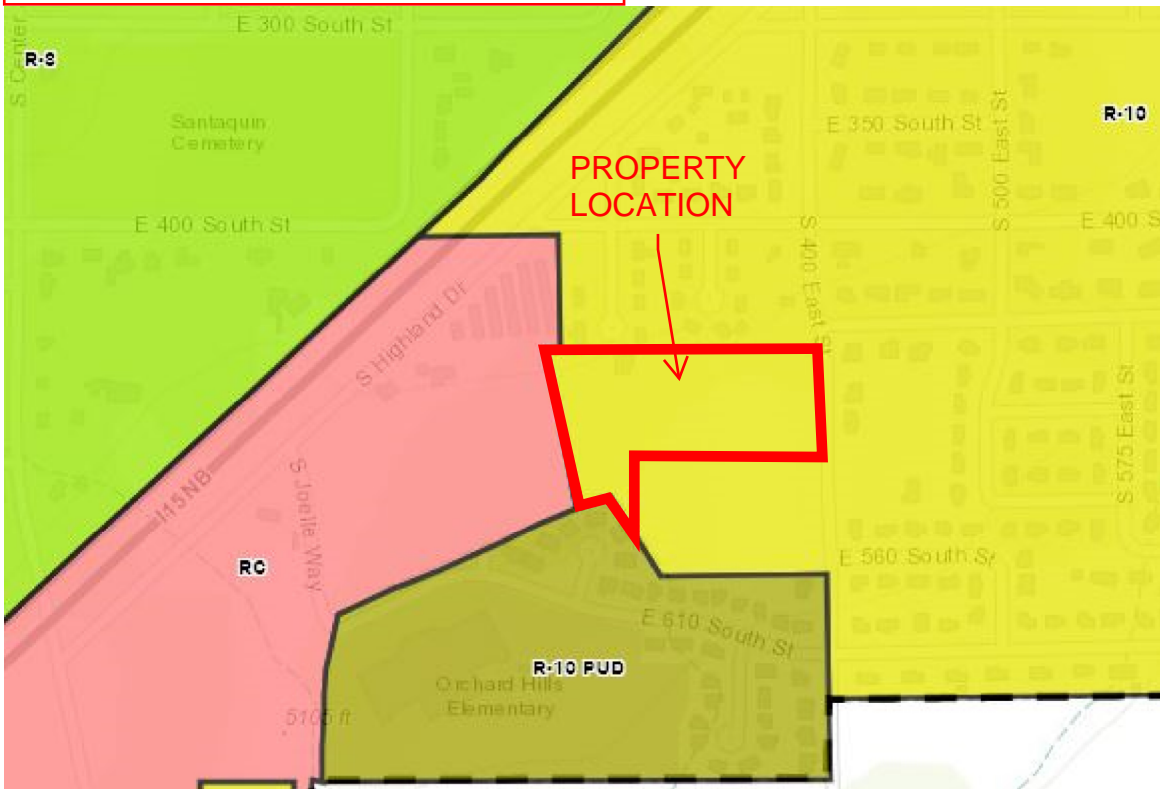 E 300 South St
S Center
R-8
Santaquin
Cemetery
E 350 South St
S 500 East St
R-10
PROPERTY
LOCATION
E 400 South St
S 400 East St
E 400 S
S Highland Dr
S 575 East St
I15NB
S Joelle Way
RC
E 560 South St
E 610 South St
R-10 PUD
Orchard Hills
Elementary
5105 ft